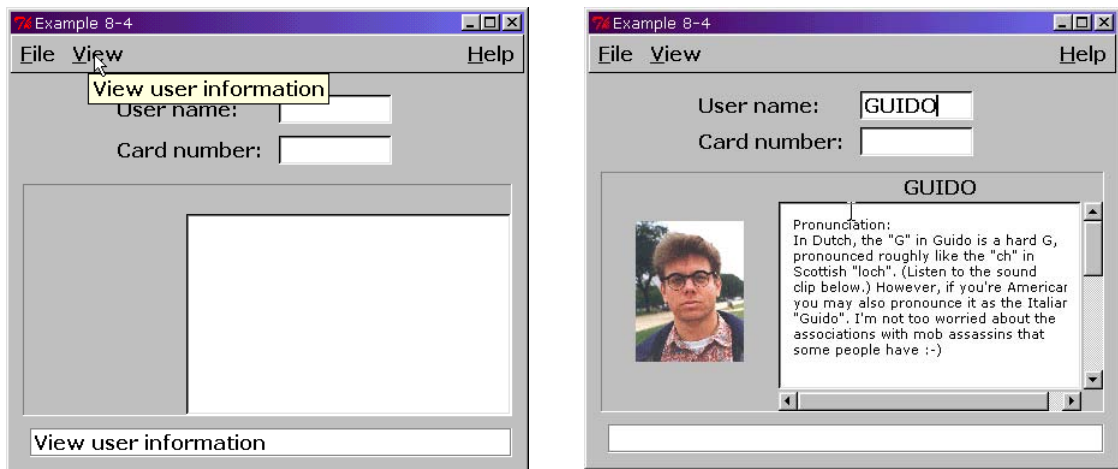 Example 8-4
File View Help
View user information
User name:
Card number:
View user information
Example 8-4
File View Help
User name: GUIDO
Card number:
GUIDO
Pronunciation:
In Dutch, the "G" in Guido is a hard G,
pronounced roughly like the "ch" in
Scottish "loch". (Listen to the sound
clip below.) However, if you're American
you may also pronounce it as the Italian
"Guido". I'm not too worried about the
associations with mob assassins that
some people have :-)